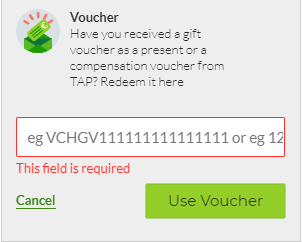 Voucher
Have you received a gift
voucher as a present or a
compensation voucher from
TAP? Redeem it here
eg VCHGV111111111111111 or eg 12
This field is required
Cancel
Use Voucher